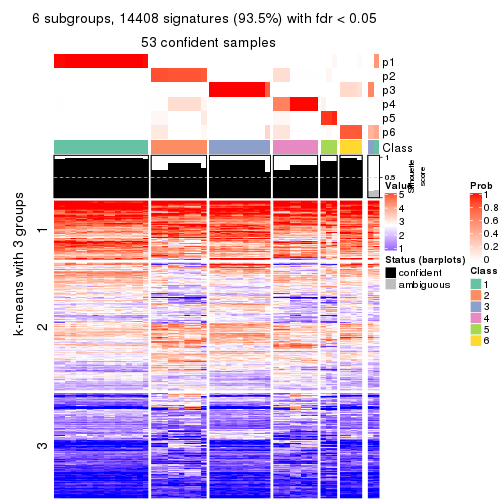 6 subgroups, 14408 signatures (93.5%) with fdr < 0.05
53 confident samples
p1
p2
p3
p4
p5
p6
Class
1
0.5
0
Silhouette
score
k-means with 3 groups
1
2
3
Value
5
4
3
2
1
Status (barplots)
confident
ambiguous
Prob
1
0.8
0.6
0.4
0.2
0
Class
1
2
3
4
5
6